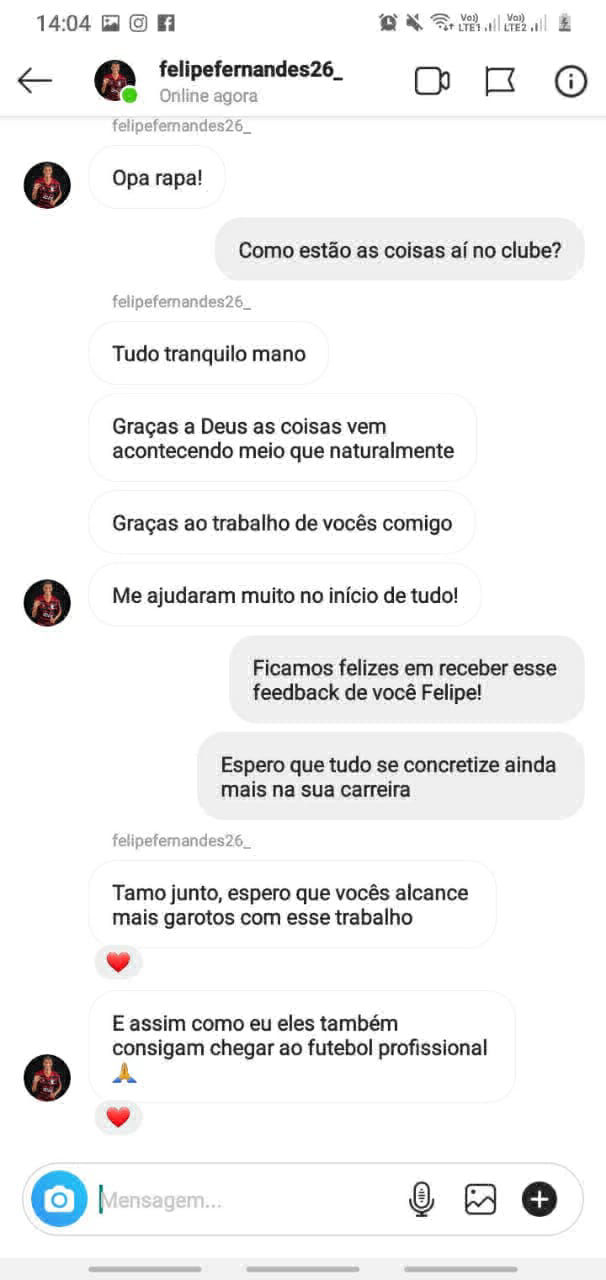 14:04
Vo)) LTE1 Vo)) LTE2
felipefernandes26_
Online agora
felipefernandes26_
Opa rapa!
Como estão as coisas aí no clube?
felipefernandes26_
Tudo tranquilo mano
Graças a Deus as coisas vem
acontecendo meio que naturalmente
Graças ao trabalho de vocês comigo
Me ajudaram muito no início de tudo!
Ficamos felizes em receber esse
feedback de você Felipe!
Espero que tudo se concretize ainda
mais na sua carreira
felipefernandes26_
Tamo junto, espero que vocês alcance
mais garotos com esse trabalho
❤️
E assim como eu eles também
consigam chegar ao futebol profissional
🙏
❤️
Mensagem...